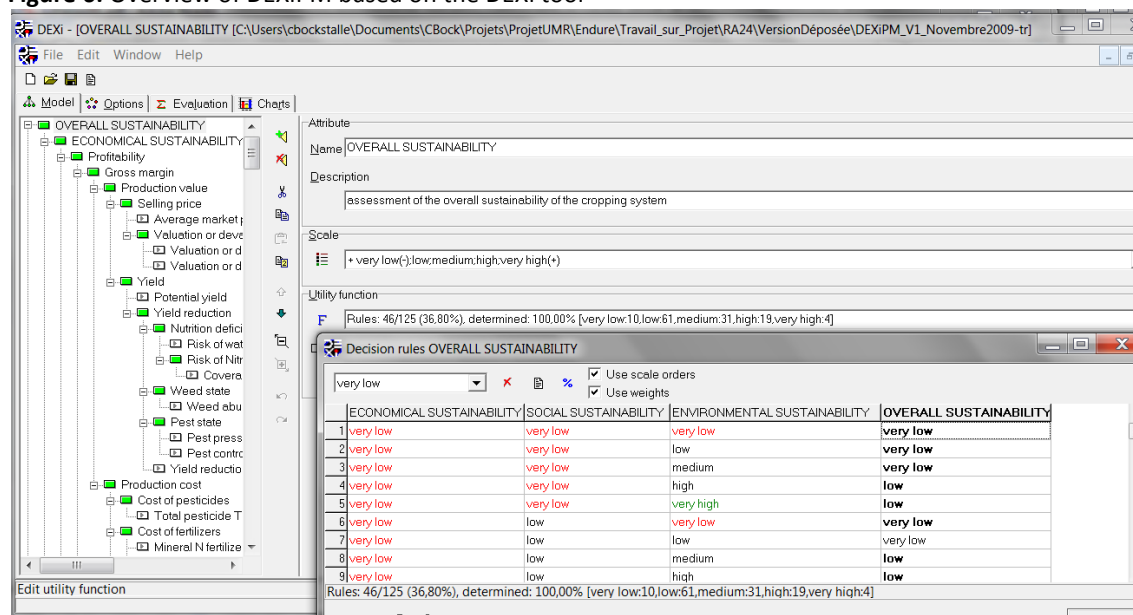 Figure 6. Overview of DEXiPM based on the DEXi tool
DEXi - [OVERALL SUSTAINABILITY [C:\Users\cbockstalle\Documents\CBock\Projets\ProjetUMR\Endure\Travail_sur_Projet\RA24\VersionDéposée\DEXiPM_V1_Novembre2009-tr]
File Edit Window Help
Model Options Σ Evaluation Charts
OVERALL SUSTAINABILITY
ECONOMICAL SUSTAINABILITY
Profitability
Gross margin
Production value
Selling price
Average market p
Valuation or deva
Valuation or d
Valuation or d
Yield
Potential yield
Yield reduction
Nutrition defici
Risk of wat
Risk of Nitr
Covera
Weed state
Weed abu
Pest state
Pest press
Pest contro
Yield reductio
Production cost
Cost of pesticides
Total pesticide T
Cost of fertilizers
Mineral N fertilize
Edit utility function
Attribute
Name OVERALL SUSTAINABILITY
Description
assessment of the overall sustainability of the cropping system
Scale
+ very low(-);low;medium;high;very high(+)
Utility function
F Rules: 46/125 (36,80%), determined: 100,00% [very low:10,low:61,medium:31,high:19,very high:4]
Decision rules OVERALL SUSTAINABILITY
very low % Use scale orders
Use weights
ECONOMICAL SUSTAINABILITY SOCIAL SUSTAINABILITY ENVIRONMENTAL SUSTAINABILITY OVERALL SUSTAINABILITY
1 very low very low very low very low
2 very low very low low very low
3 very low very low medium very low
4 very low very low high low
5 very low very low very high low
6 very low low very low very low
7 very low low low very low
8 very low low medium low
9 very low low high low
Rules: 46/125 (36,80%), determined: 100,00% [very low:10,low:61,medium:31,high:19,very high:4]